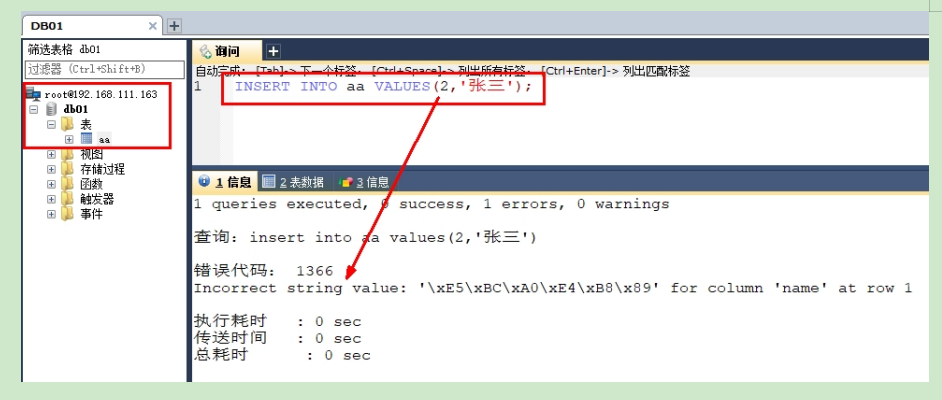 DB01 × +
筛选表格 db01
过滤器 (Ctrl+Shift+B)
root@192.168.111.163
db01
表
aa
视图
存储过程
函数
触发器
事件
询问 +
自动完成: [Tab]-> 下一个标签, [Ctrl+Space]-> 列出所有标签, [Ctrl+Enter]-> 列出匹配标签
1 INSERT INTO aa VALUES(2,'张三');
1 信息 2 表数据 3 信息
1 queries executed, 0 success, 1 errors, 0 warnings
查询: insert into aa values(2,'张三')
错误代码: 1366
Incorrect string value: '\xE5\xBC\xA0\xE4\xB8\x89' for column 'name' at row 1
执行耗时 : 0 sec
传送时间 : 0 sec
总耗时 : 0 sec